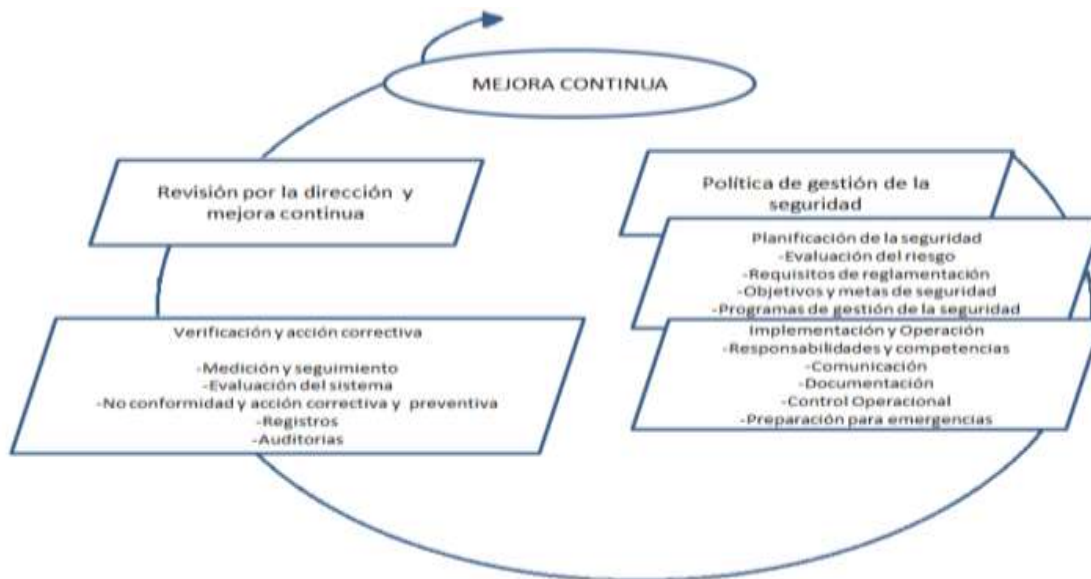 MEJORA CONTINUA
Revisión por la dirección y
mejora continua
Política de gestión de la
seguridad
Planificación de la seguridad
-Evaluación del riesgo
-Requisitos de reglamentación
-Objetivos y metas de seguridad
-Programas de gestión de la seguridad
Implementación y Operación
-Responsabilidades y competencias
-Comunicación
-Documentación
-Control Operacional
-Preparación para emergencias
Verificación y acción correctiva
-Medición y seguimiento
-Evaluación del sistema
-No conformidad y acción correctiva y preventiva
-Registros
-Auditorias